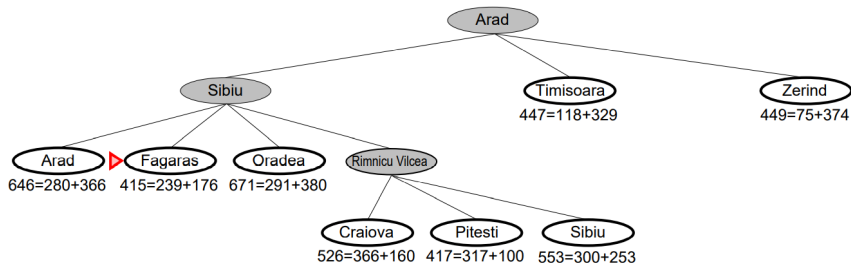 Arad
Sibiu
Timisoara
Zerind
447=118+329
449=75+374
Arad
Fagaras
Oradea
Rimnicu Vilcea
646=280+366
415=239+176
671=291+380
Craiova
Pitesti
Sibiu
526=366+160
417=317+100
553=300+253